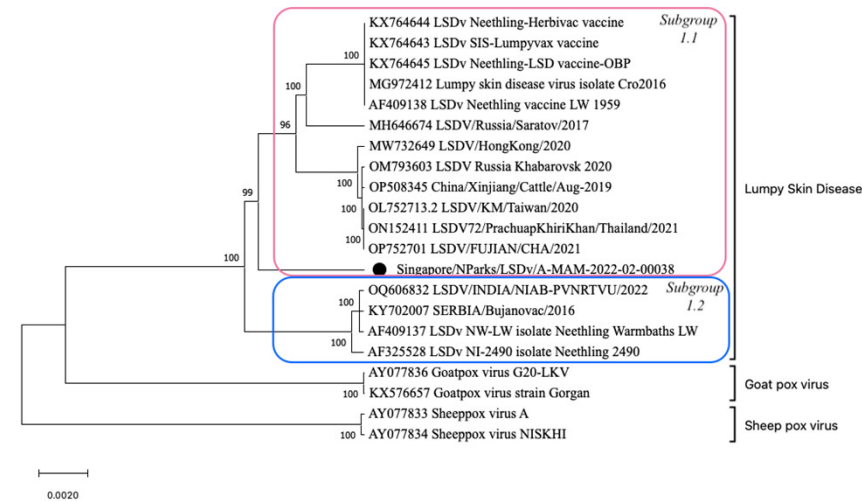 KX764644 LSDv Neethling-Herbivac vaccine
Subgroup
1.1
KX764643 LSDv SIS-Lumpyvax vaccine
KX764645 LSDv Neethling-LSD vaccine-OBP
100
MG972412 Lumpy skin disease virus isolate Cro2016
100
AF409138 LSDv Neethling vaccine LW 1959
96
MH646674 LSDV/Russia/Saratov/2017
MW732649 LSDV/HongKong/2020
OM793603 LSDV Russia Khabarovsk 2020
100
OP508345 China/Xinjiang/Cattle/Aug-2019
Lumpy Skin Disease
99
100
OL752713.2 LSDV/KM/Taiwan/2020
ON152411 LSDV72/PrachuapKhiriKhan/Thailand/2021
100
OP752701 LSDV/FUJIAN/CHA/2021
100
Singapore/NParks/LSDv/A-MAM-2022-02-00038
OQ606832 LSDV/INDIA/NIAB-PVNRTVU/2022
Subgroup
1.2
100
KY702007 SERBIA/Bujanovac/2016
AF409137 LSDv NW-LW isolate Neethling Warmbaths LW
100
AF325528 LSDv NI-2490 isolate Neethling 2490
AY077836 Goatpox virus G20-LKV
Goat pox virus
100
KX576657 Goatpox virus strain Gorgan
AY077833 Sheeppox virus A
Sheep pox virus
100
AY077834 Sheeppox virus NISKHI
0.0020